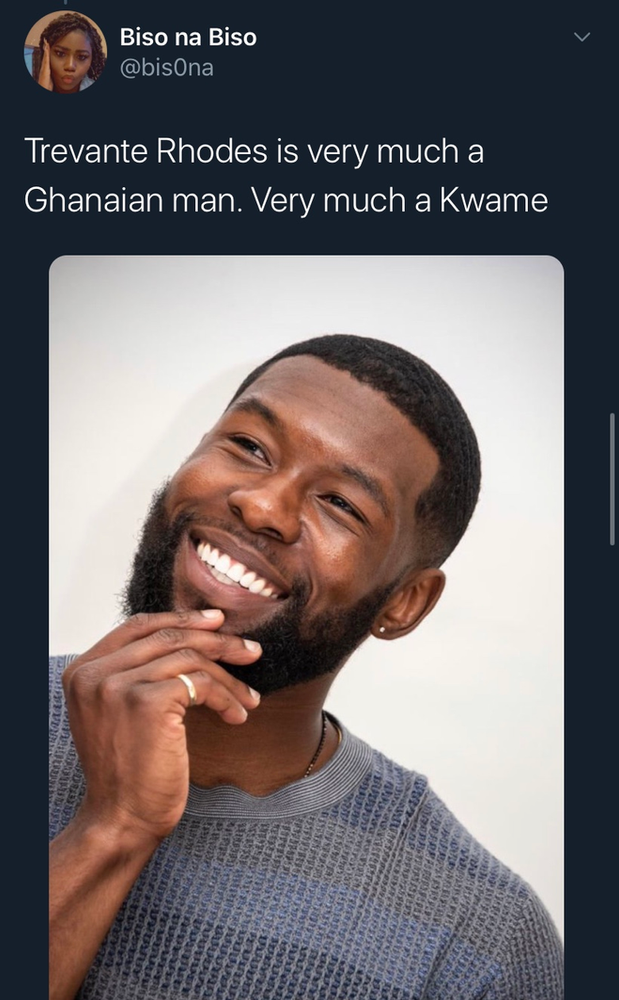 Biso na Biso
@bis0na
Trevante Rhodes is very much a
Ghanaian man. Very much a Kwame